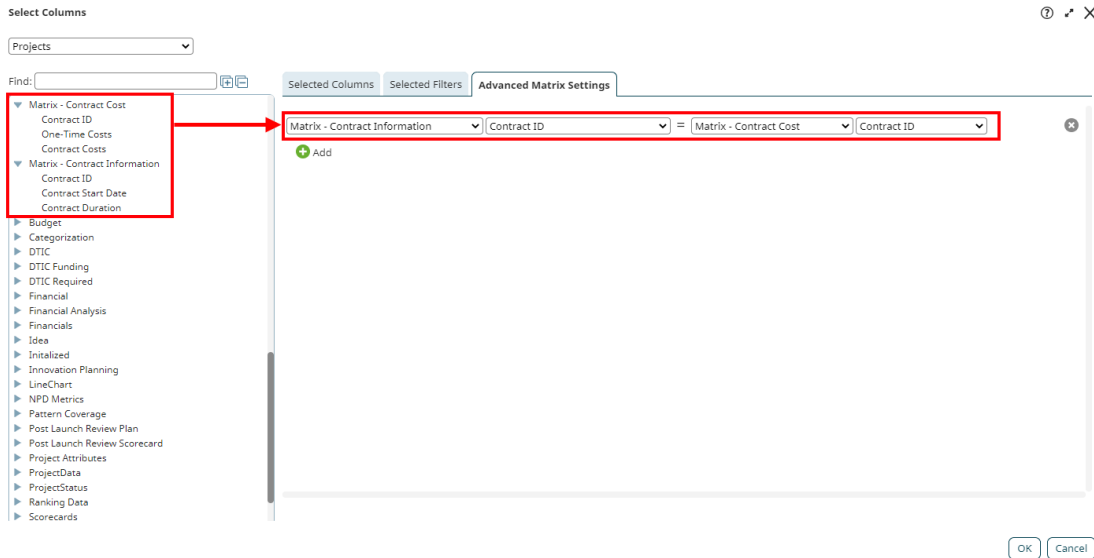 Select Columns
Projects
Find:
Selected Columns
Selected Filters
Advanced Matrix Settings
Matrix - Contract Cost
Contract ID
One-Time Costs
Contract Costs
Matrix - Contract Information
Contract ID
Contract Start Date
Contract Duration
Budget
Categorization
DTIC
DTIC Funding
DTIC Required
Financial
Financial Analysis
Financials
Idea
Initalized
Innovation Planning
LineChart
NPD Metrics
Pattern Coverage
Post Launch Review Plan
Post Launch Review Scorecard
Project Attributes
ProjectData
ProjectStatus
Ranking Data
Scorecards
Matrix - Contract Information Contract ID = Matrix - Contract Cost Contract ID
Add
OK
Cancel